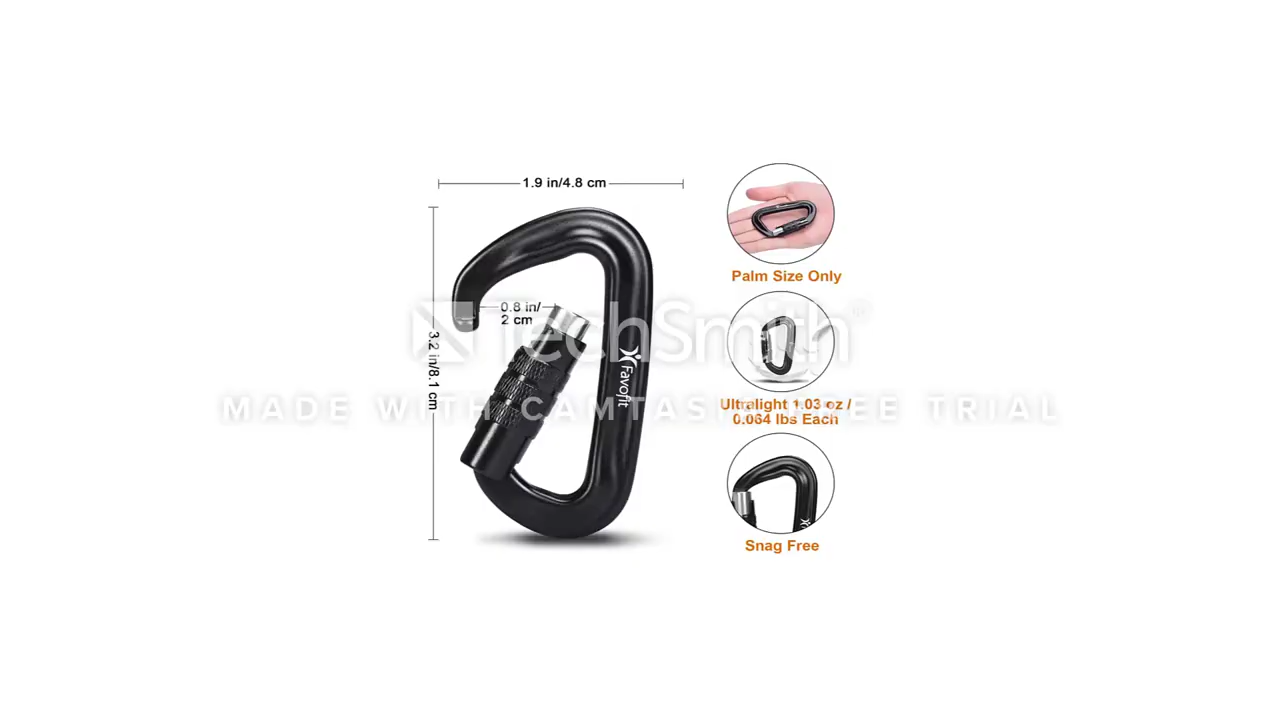 1.9 in/4.8 cm
3.2 in/8.1 cm
0.8 in/
2 cm
Favofit
Palm Size Only
Ultralight 1.03 oz /
0.064 lbs Each
Snag Free
TechSmith®
MADE WITH CAMTASIA FREE TRIAL